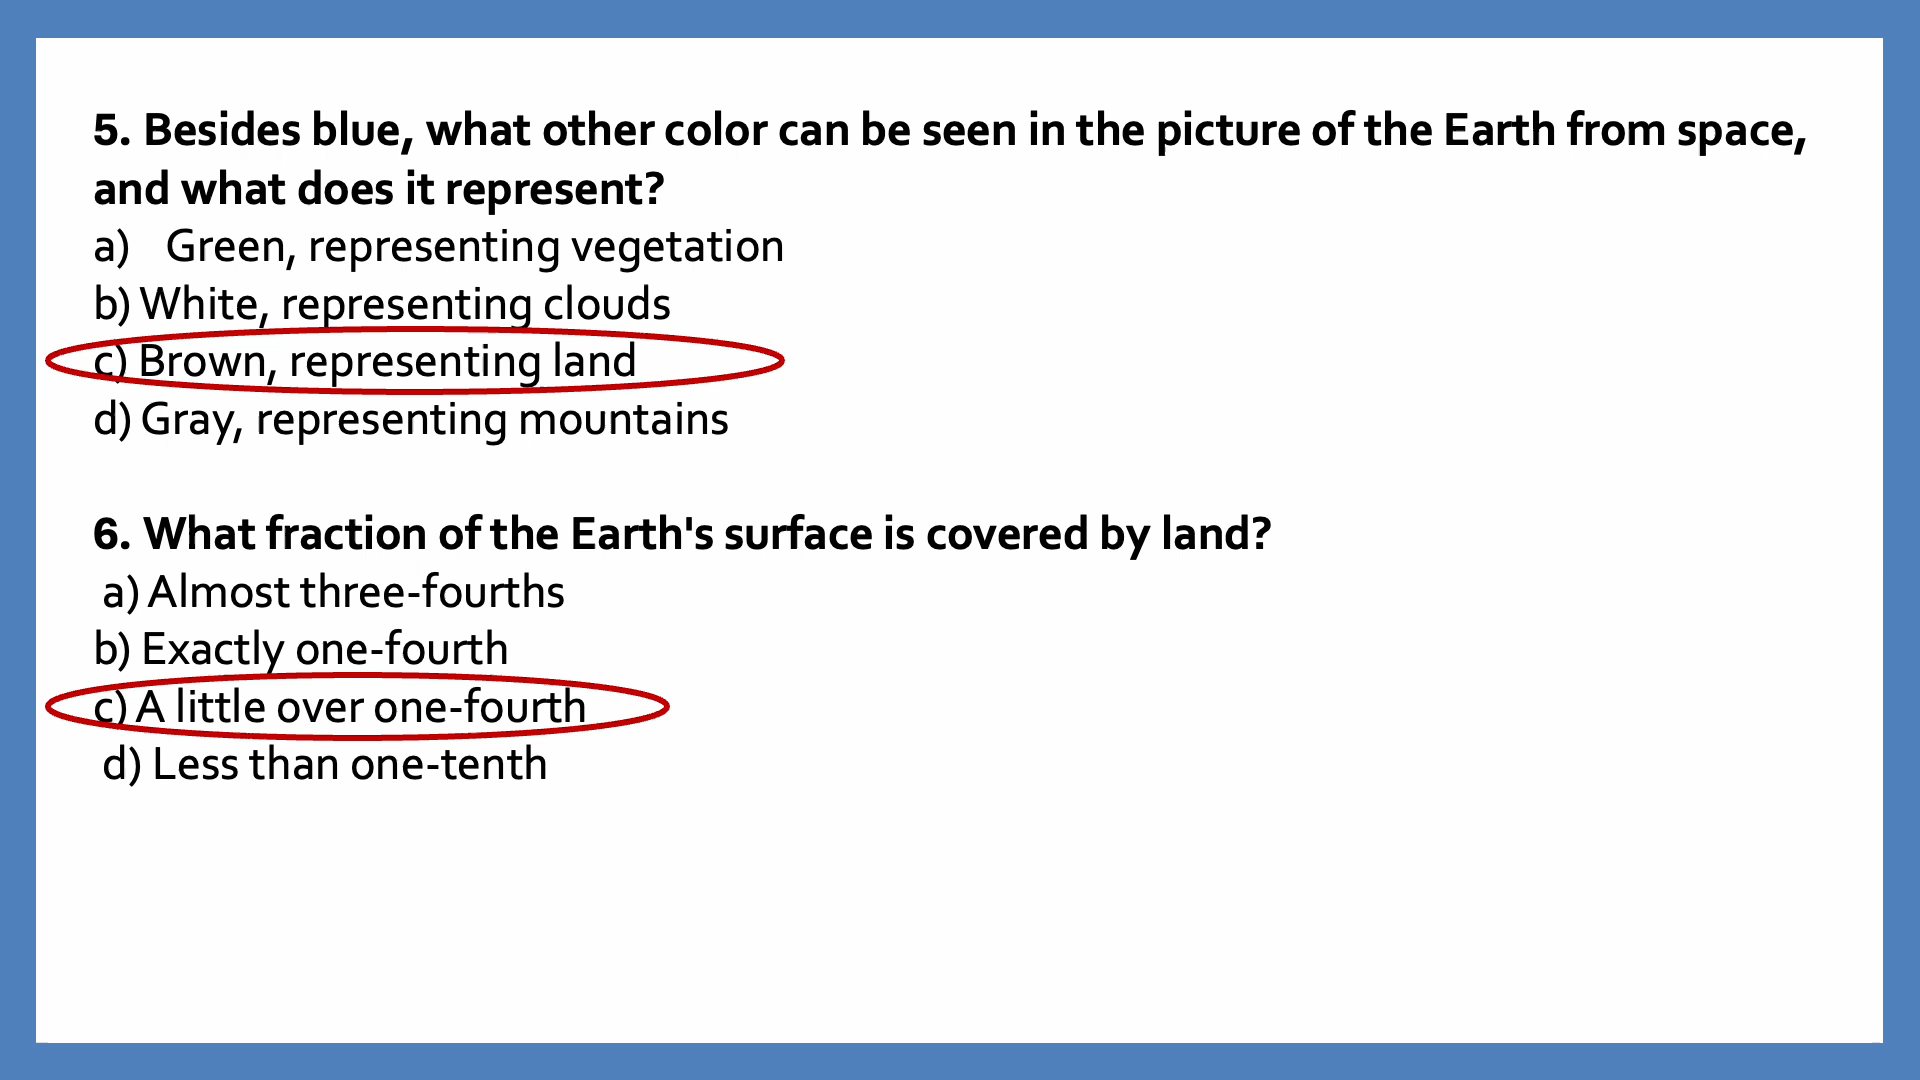 5. Besides blue, what other color can be seen in the picture of the Earth from space,
and what does it represent?
a) Green, representing vegetation
b) White, representing clouds
c) Brown, representing land
d) Gray, representing mountains
6. What fraction of the Earth's surface is covered by land?
a) Almost three-fourths
b) Exactly one-fourth
c) A little over one-fourth
d) Less than one-tenth